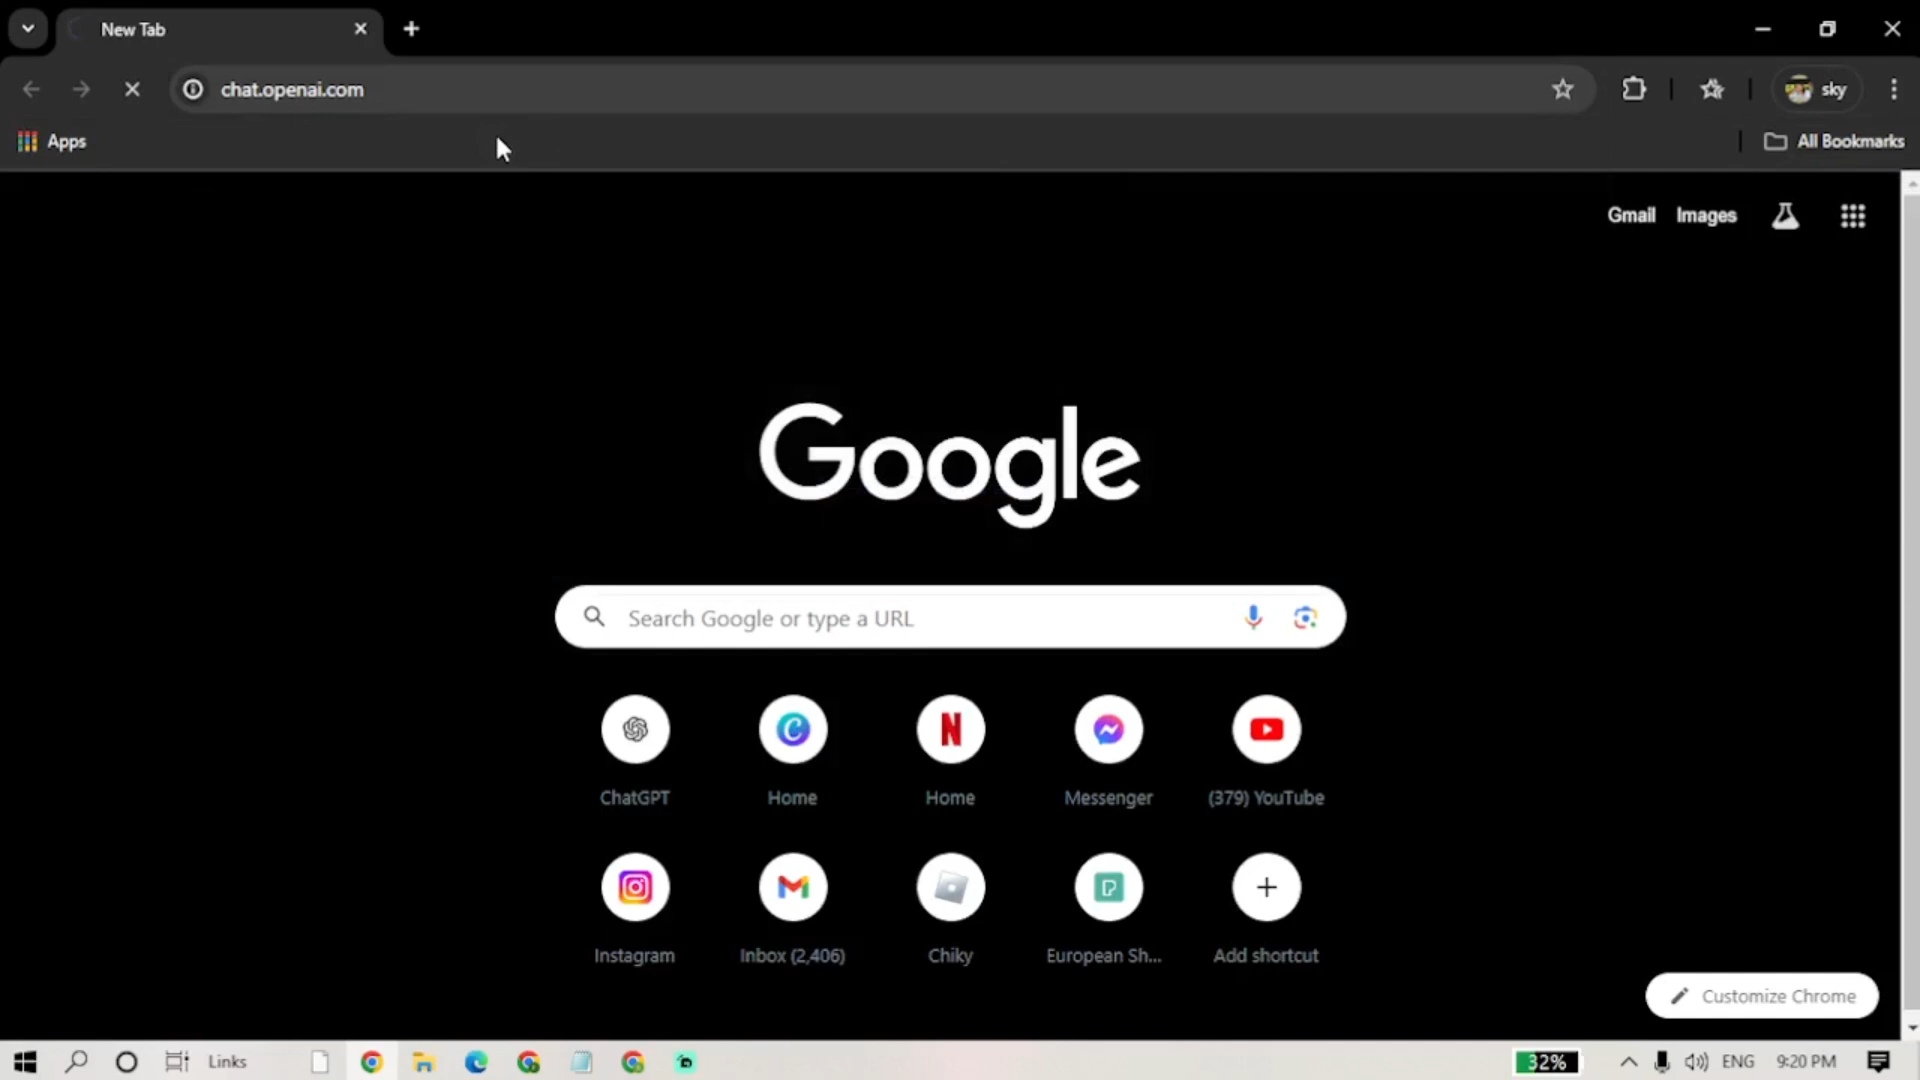 New Tab
chat.openai.com
sky
Apps
All Bookmarks
Gmail Images
Google
Search Google or type a URL
ChatGPT Home Home Messenger (379) YouTube
Instagram Inbox (2,406) Chiky European Sh... Add shortcut
Customize Chrome
Links 32% ENG 9:20 PM